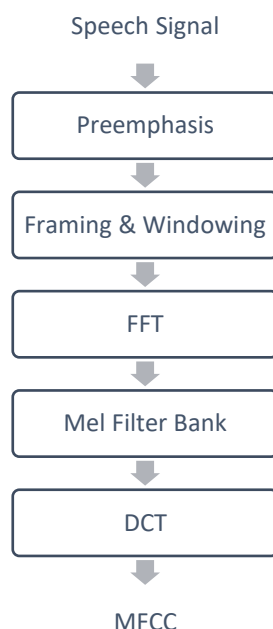 Speech Signal
Preemphasis
Framing & Windowing
FFT
Mel Filter Bank
DCT
MFCC